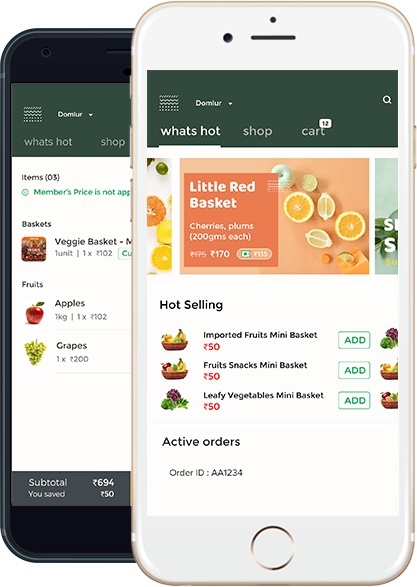 Domlur
whats hot
shop
Items (03)
Member's Price is not app
Baskets
Veggie Basket - M
1unit | 1 x ₹102
Cu
Fruits
Apples
1kg | 1 x ₹102
Grapes
1 x ₹200
Subtotal ₹694
You saved ₹50
Domlur
whats hot
shop
cart
12
Little Red
Basket
Cherries, plums
(200gms each)
₹175 ₹170 ₹135
S
S
Su
Hot Selling
Imported Fruits Mini Basket
₹50
ADD
Fruits Snacks Mini Basket
₹50
ADD
Leafy Vegetables Mini Basket
₹50
ADD
Active orders
Order ID : AA1234